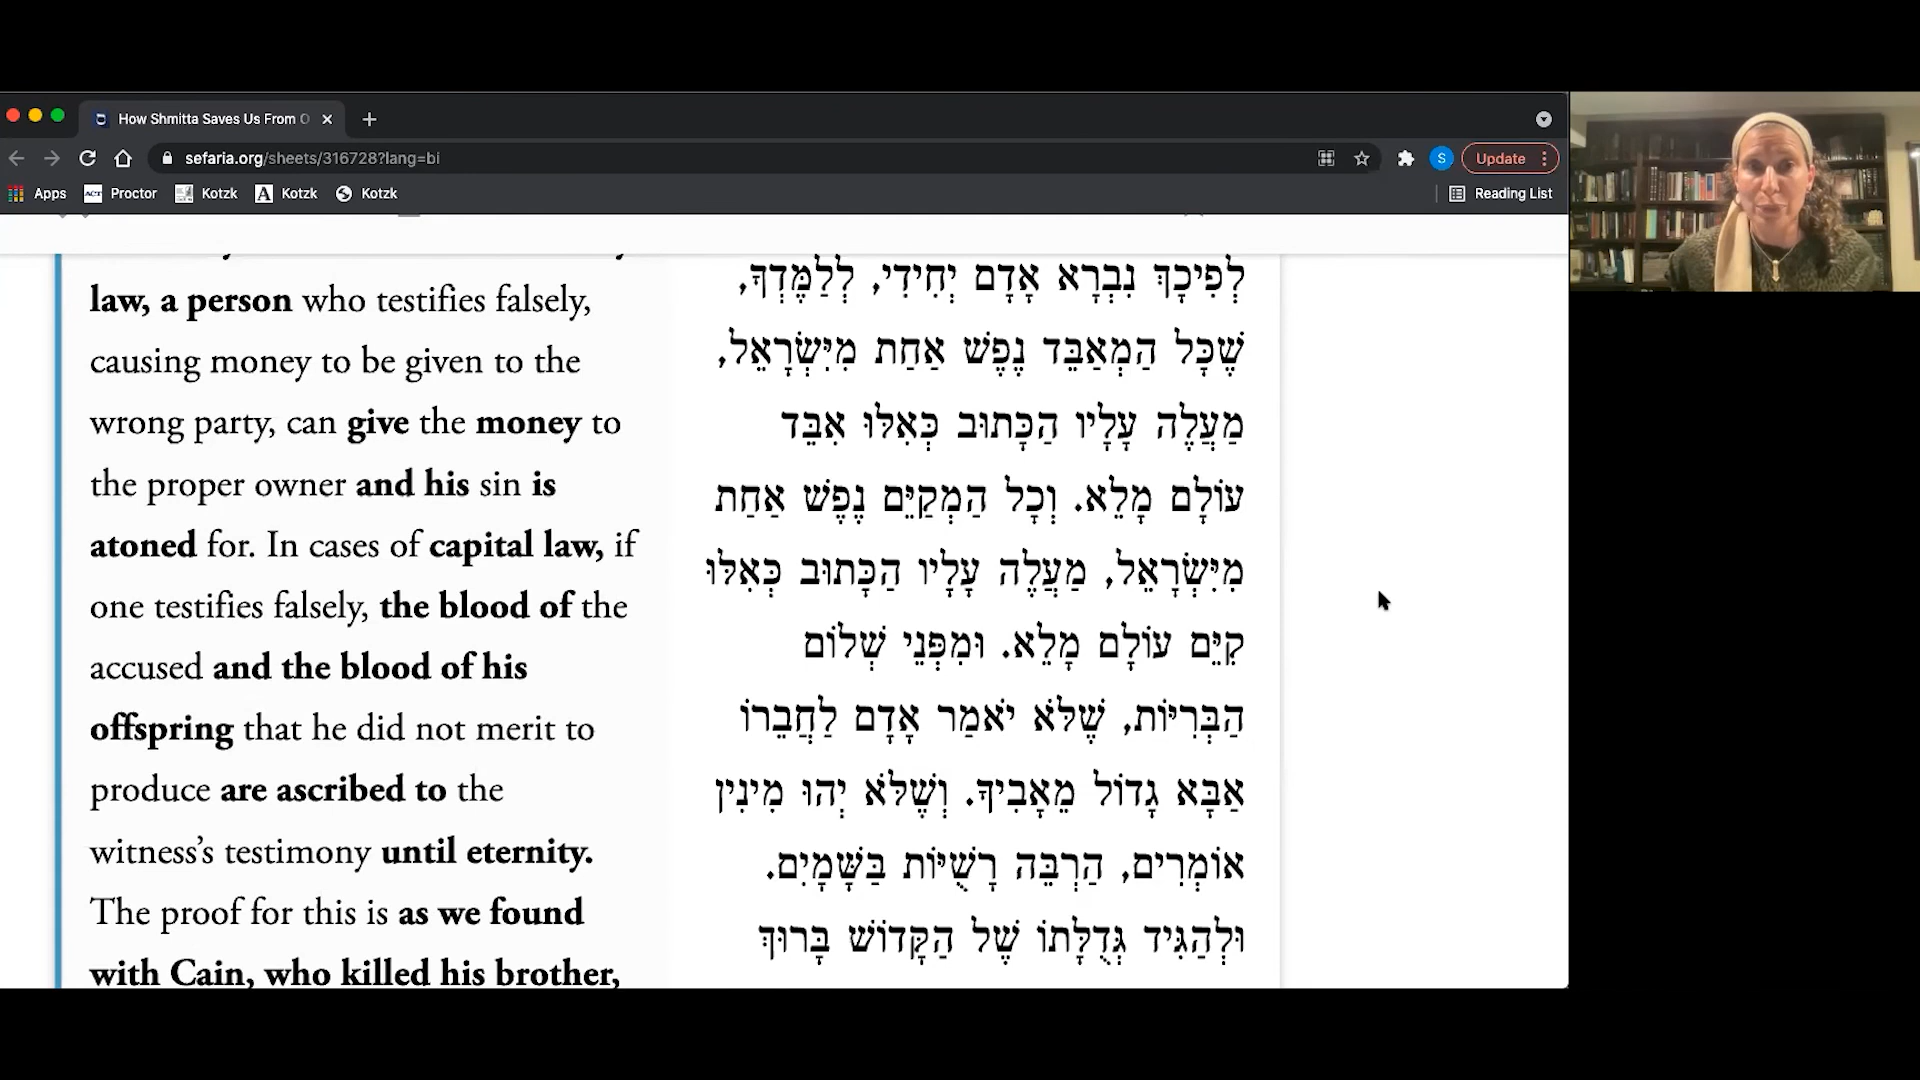 How Shmitta Saves Us From O
sefaria.org/sheets/316728?lang=bi
S
Update
Apps
Proctor
Kotzk
A Kotzk
Kotzk
Reading List
law, a person who testifies falsely,
causing money to be given to the
wrong party, can give the money to
the proper owner and his sin is
atoned for. In cases of capital law, if
one testifies falsely, the blood of the
accused and the blood of his
offspring that he did not merit to
produce are ascribed to the
witness’s testimony until eternity.
The proof for this is as we found
with Cain, who killed his brother,
לְפִיכָךְ נִבְרָא אָדָם יְחִידִי, לְלַמֶּדְךָ,
שֶׁכָּל הַמְאַבֵּד נֶפֶשׁ אַחַת מִיִּשְׂרָאֵל,
מַעֲלֶה עָלָיו הַכָּתוּב כְּאִלּוּ אִבֵּד
עוֹלָם מָלֵא. וְכָל הַמְקַיֵּם נֶפֶשׁ אַחַת
מִיִּשְׂרָאֵל, מַעֲלֶה עָלָיו הַכָּתוּב כְּאִלּוּ
קִיֵּם עוֹלָם מָלֵא. וּמִפְּנֵי שְׁלוֹם
הַבְּרִיּוֹת, שֶׁלֹּא יֹאמַר אָדָם לַחֲבֵרוֹ
אַבָּא גָדוֹל מֵאָבִיךָ. וְשֶׁלֹּא יְהוּ מִינִין
אוֹמְרִים, הַרְבֵּה רָשֻׁיּוֹת בַּשָּׁמָיִם.
וּלְהַגִּיד גְּדֻלָּתוֹ שֶׁל הַקָּדוֹשׁ בָּרוּךְ